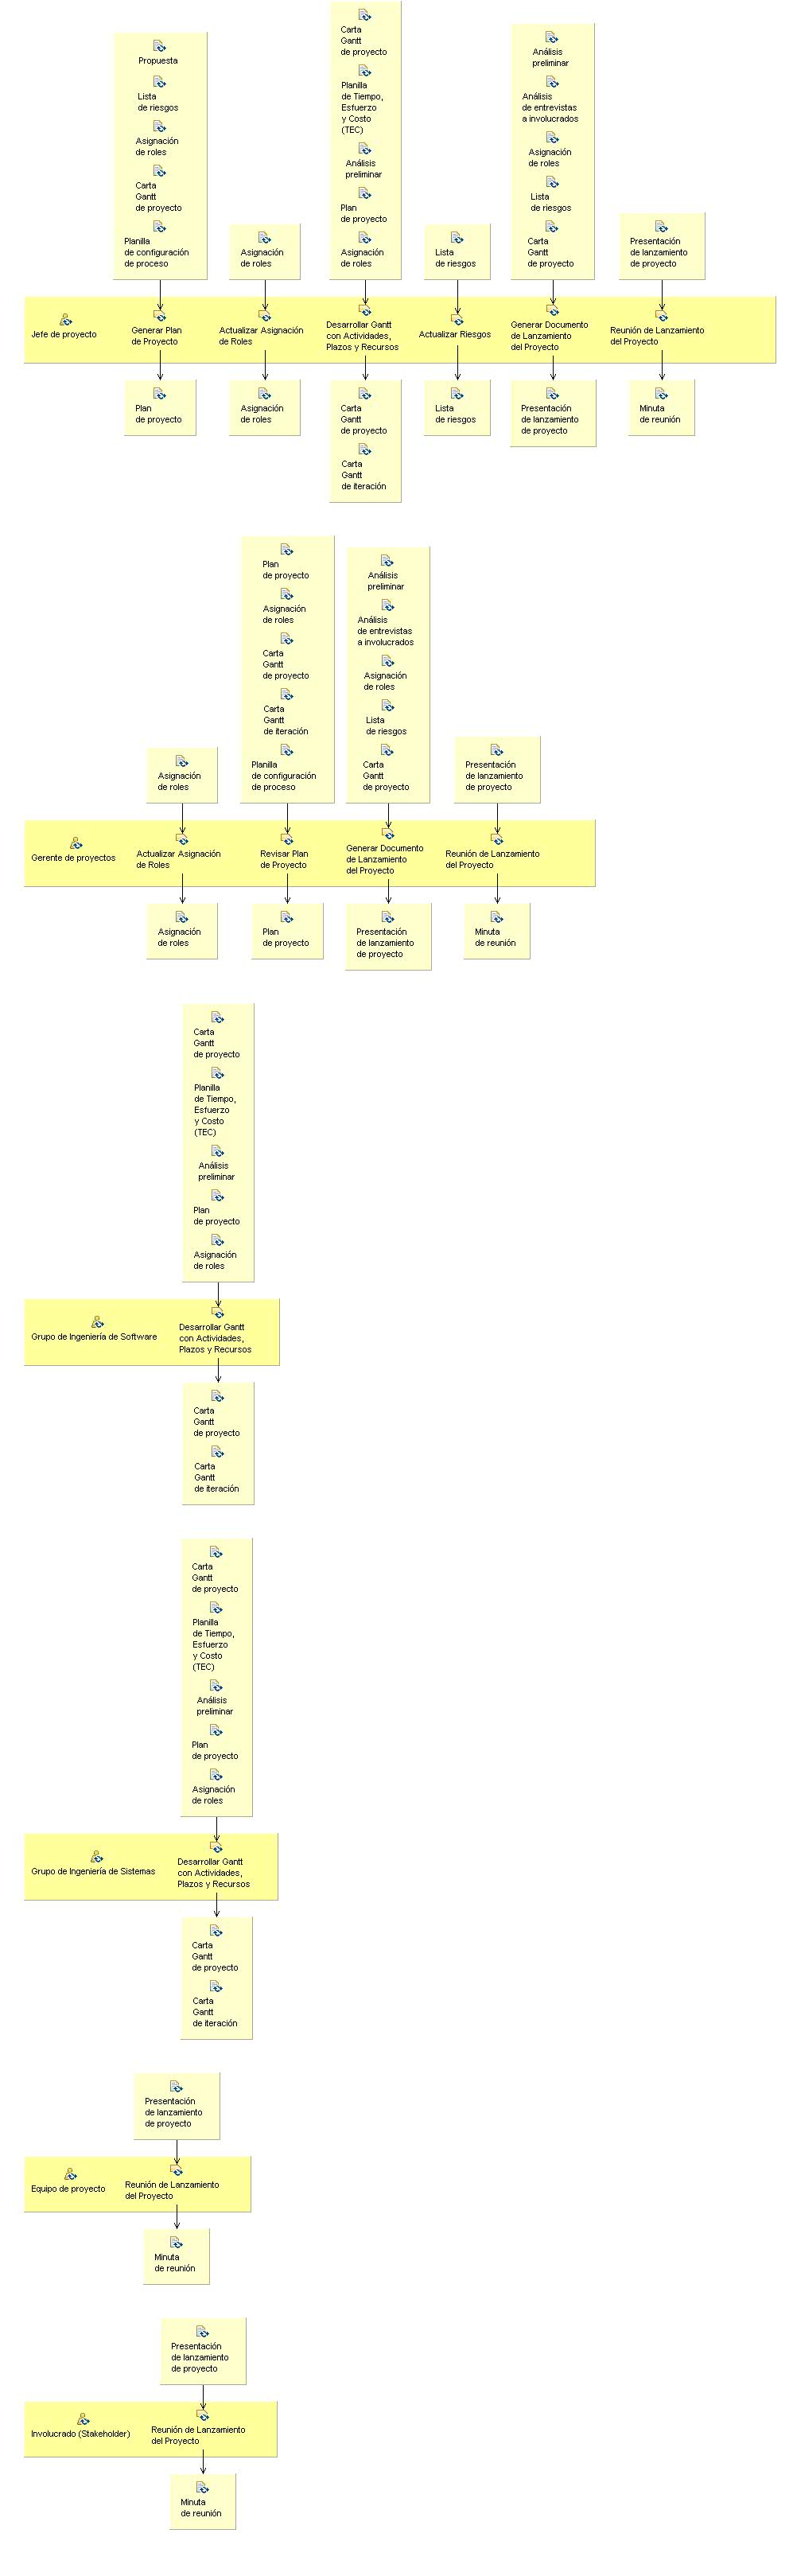 Propuesta
Lista
de riesgos
Asignación
de roles
Carta
Gantt
de proyecto
Planilla
de configuración
de proceso
Asignación
de roles
Carta
Gantt
de proyecto
Planilla
de Tiempo,
Esfuerzo
y Costo
(TEC)
Análisis
preliminar
Plan
de proyecto
Asignación
de roles
Lista
de riesgos
Análisis
preliminar
Análisis
de entrevistas
a involucrados
Asignación
de roles
Lista
de riesgos
Carta
Gantt
de proyecto
Presentación
de lanzamiento
de proyecto
Jefe de proyecto
Generar Plan
de Proyecto
Actualizar Asignación
de Roles
Desarrollar Gantt
con Actividades,
Plazos y Recursos
Actualizar Riesgos
Generar Documento
de Lanzamiento
del Proyecto
Reunión de Lanzamiento
del Proyecto
Plan
de proyecto
Asignación
de roles
Carta
Gantt
de proyecto
Carta
Gantt
de iteración
Lista
de riesgos
Presentación
de lanzamiento
de proyecto
Minuta
de reunión
Asignación
de roles
Plan
de proyecto
Asignación
de roles
Carta
Gantt
de proyecto
Carta
Gantt
de iteración
Planilla
de configuración
de proceso
Análisis
preliminar
Análisis
de entrevistas
a involucrados
Asignación
de roles
Lista
de riesgos
Carta
Gantt
de proyecto
Presentación
de lanzamiento
de proyecto
Gerente de proyectos
Actualizar Asignación
de Roles
Revisar Plan
de Proyecto
Generar Documento
de Lanzamiento
del Proyecto
Reunión de Lanzamiento
del Proyecto
Asignación
de roles
Plan
de proyecto
Presentación
de lanzamiento
de proyecto
Minuta
de reunión
Carta
Gantt
de proyecto
Planilla
de Tiempo,
Esfuerzo
y Costo
(TEC)
Análisis
preliminar
Plan
de proyecto
Asignación
de roles
Grupo de Ingeniería de Software
Desarrollar Gantt
con Actividades,
Plazos y Recursos
Carta
Gantt
de proyecto
Carta
Gantt
de iteración
Carta
Gantt
de proyecto
Planilla
de Tiempo,
Esfuerzo
y Costo
(TEC)
Análisis
preliminar
Plan
de proyecto
Asignación
de roles
Grupo de Ingeniería de Sistemas
Desarrollar Gantt
con Actividades,
Plazos y Recursos
Carta
Gantt
de proyecto
Carta
Gantt
de iteración
Presentación
de lanzamiento
de proyecto
Equipo de proyecto
Reunión de Lanzamiento
del Proyecto
Minuta
de reunión
Presentación
de lanzamiento
de proyecto
Involucrado (Stakeholder)
Reunión de Lanzamiento
del Proyecto
Minuta
de reunión